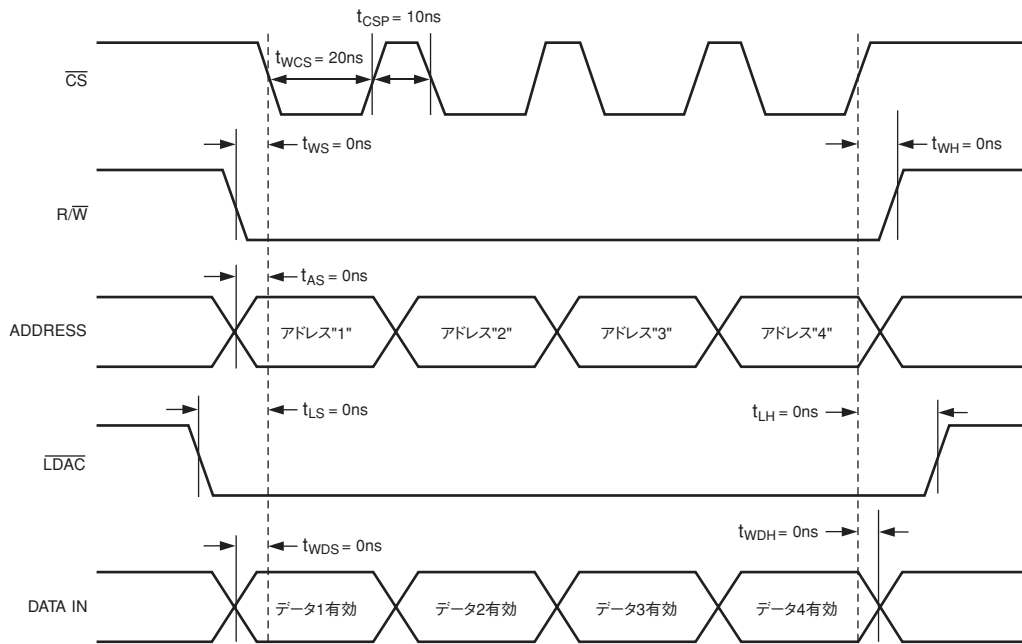 tCSP = 10ns
tWCS = 20ns
CS
tWS = 0ns
tWH = 0ns
R/W
tAS = 0ns
ADDRESS
アドレス"1"
アドレス"2"
アドレス"3"
アドレス"4"
tLS = 0ns
tLH = 0ns
LDAC
tWDS = 0ns
tWDH = 0ns
DATA IN
データ1有効
データ2有効
データ3有効
データ4有効